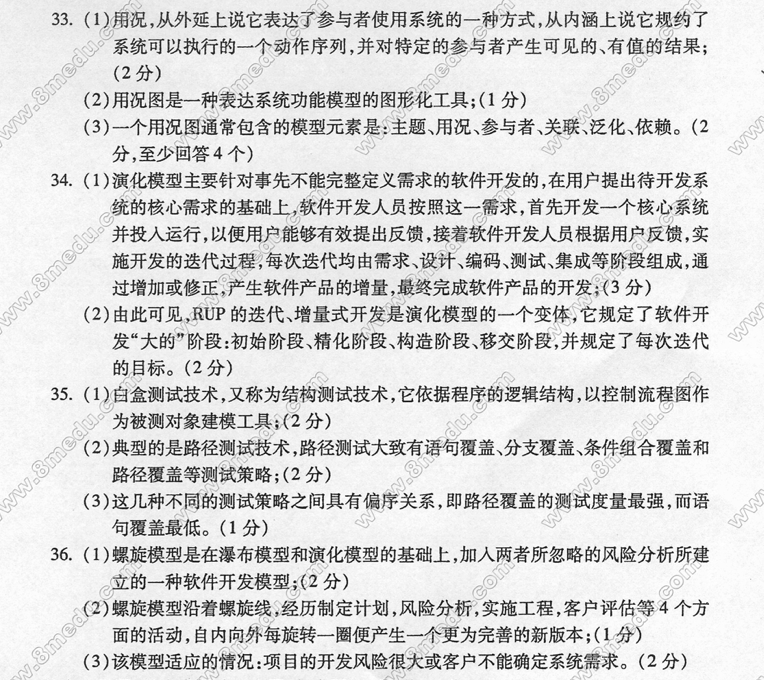 33. (1)用况,从外延上说它表达了参与者使用系统的一种方式,从内涵上说它规约了
系统可以执行的一个动作序列,并对特定的参与者产生可见的、有值的结果;
(2分)
(2)用况图是一种表达系统功能模型的图形化工具;(1分)
(3)一个用况图通常包含的模型元素是:主题、用况、参与者、关联、泛化、依赖。(2
分,至少回答4个)
34. (1)演化模型主要针对事先不能完整定义需求的软件开发的,在用户提出待开发系
统的核心需求的基础上,软件开发人员按照这一需求,首先开发一个核心系统
并投入运行,以便用户能够有效提出反馈,接着软件开发人员根据用户反馈,实
施开发的迭代过程,每次迭代均由需求、设计、编码、测试、集成等阶段组成,通
过增加或修正,产生软件产品的增量,最终完成软件产品的开发;(3分)
(2)由此可见,RUP的迭代、增量式开发是演化模型的一个变体,它规定了软件开
发“大的”阶段:初始阶段、精化阶段、构造阶段、移交阶段,并规定了每次迭代
的目标。(2分)
35. (1)白盒测试技术,又称为结构测试技术,它依据程序的逻辑结构,以控制流程图作
为被测对象建模工具;(2分)
(2)典型的是路径测试技术,路径测试大致有语句覆盖、分支覆盖、条件组合覆盖和
路径覆盖等测试策略;(2分)
(3)这几种不同的测试策略之间具有偏序关系,即路径覆盖的测试度量最强,而语
句覆盖最低。(1分)
36. (1)螺旋模型是在瀑布模型和演化模型的基础上,加入两者所忽略的风险分析所建
立的一种软件开发模型;(2分)
(2)螺旋模型沿着螺旋线,经历制定计划,风险分析,实施工程,客户评估等4个方
面的活动,自内向外每旋转一圈便产生一个更为完善的新版本;(1分)
(3)该模型适应的情况:项目的开发风险很大或客户不能确定系统需求。(2分)
www.8medu.com